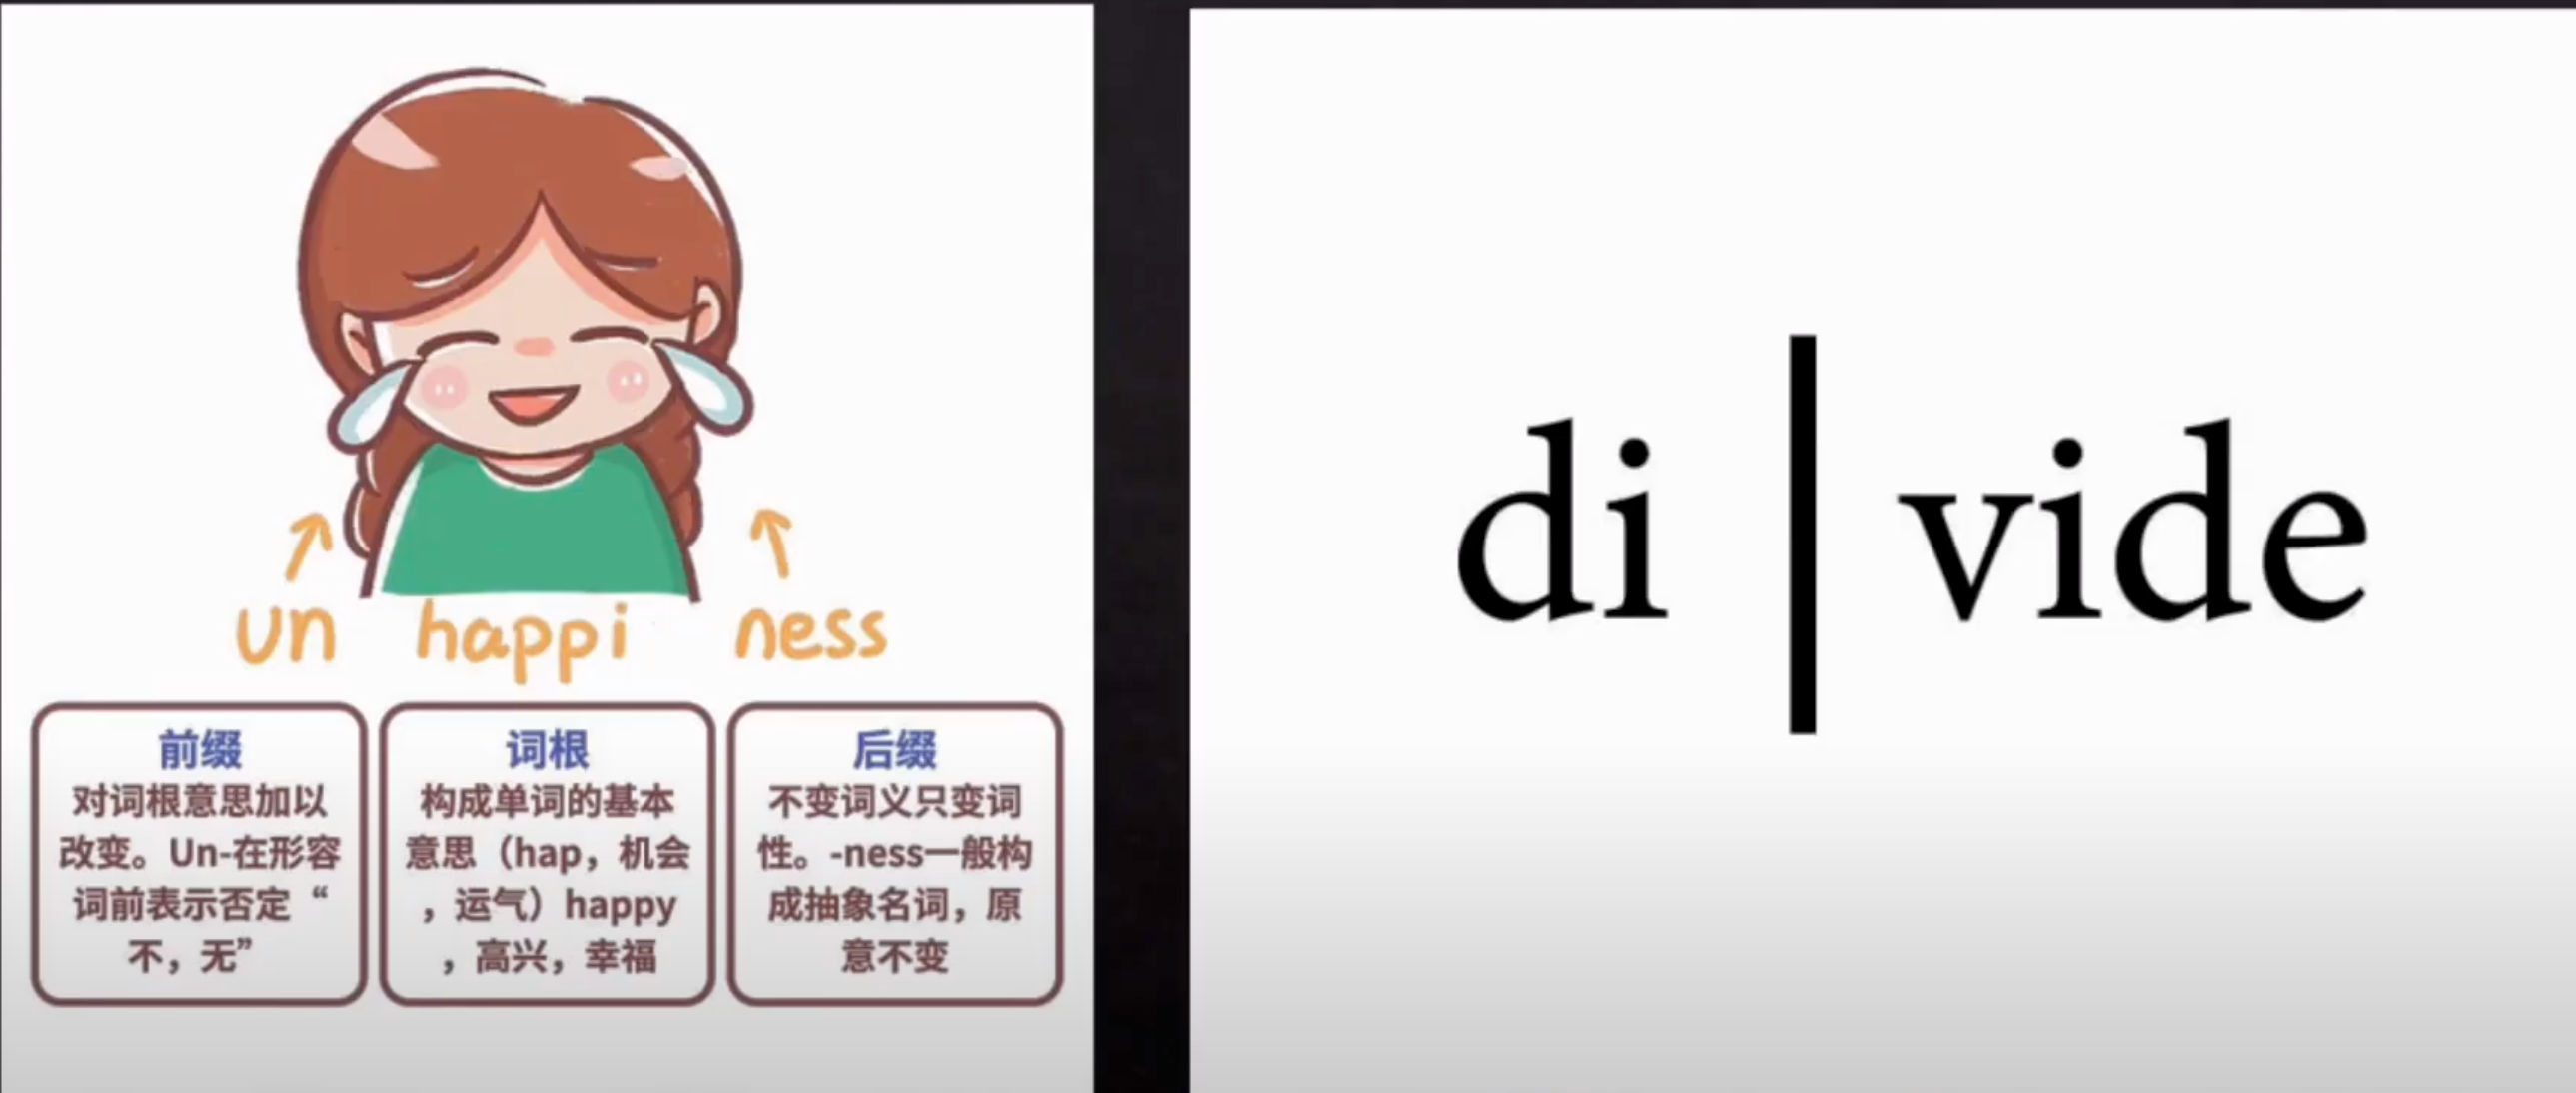 un happi ness
前缀
对词根意思加以
改变。Un-在形容
词前表示否定“
不，无”
词根
构成单词的基本
意思（hap，机会
，运气）happy
，高兴，幸福
后缀
不变词义只变词
性。-ness一般构
成抽象名词，原
意不变
di vide